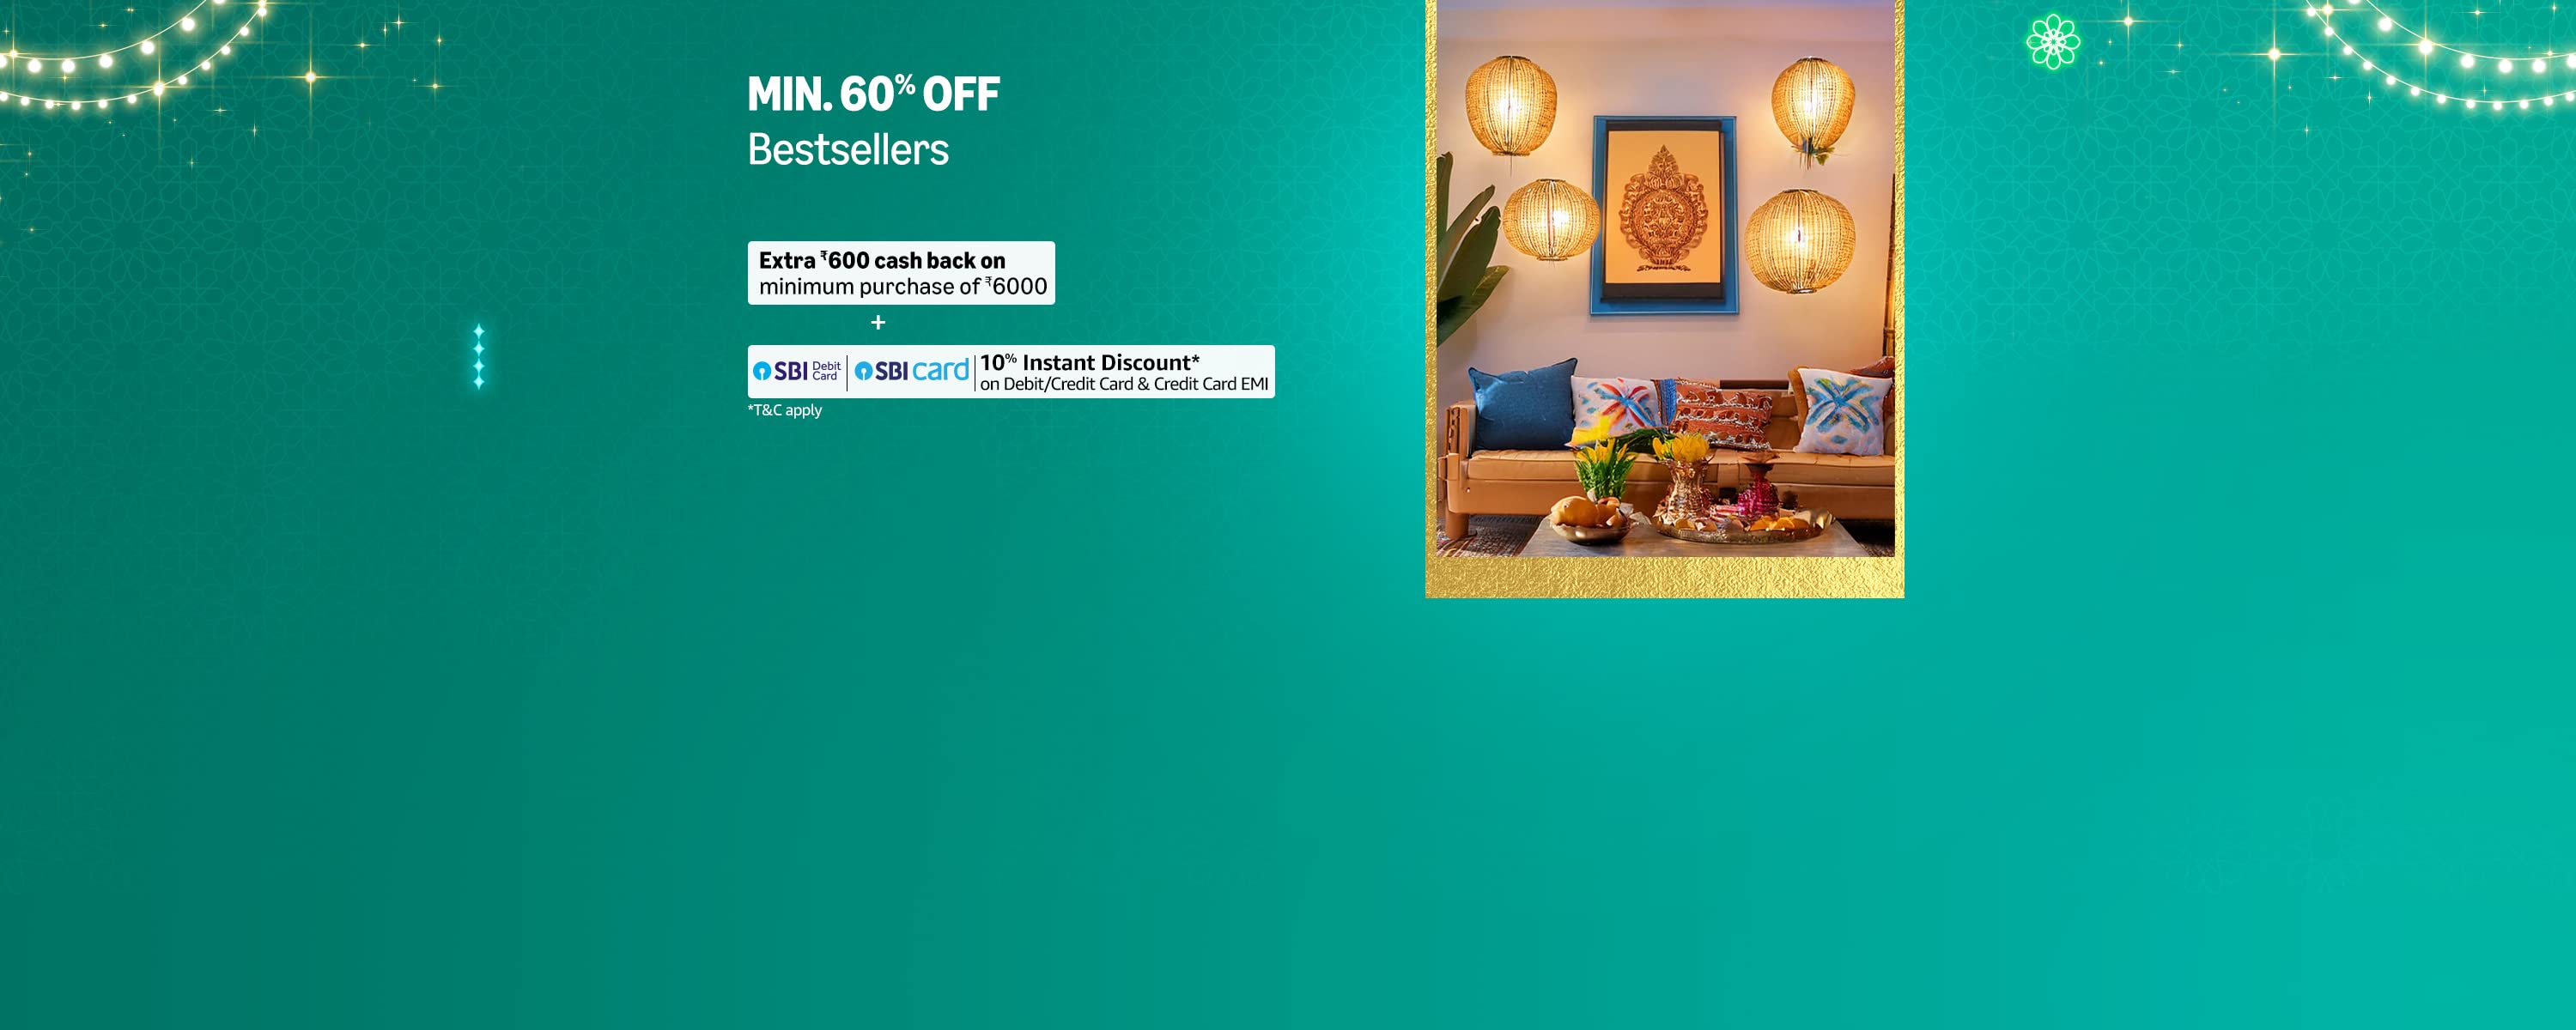 MIN. 60% OFF
Bestsellers
Extra ₹600 cash back on
minimum purchase of ₹6000
+
SBI Debit Card | SBI card | 10% Instant Discount*
on Debit/Credit Card & Credit Card EMI
*T&C apply